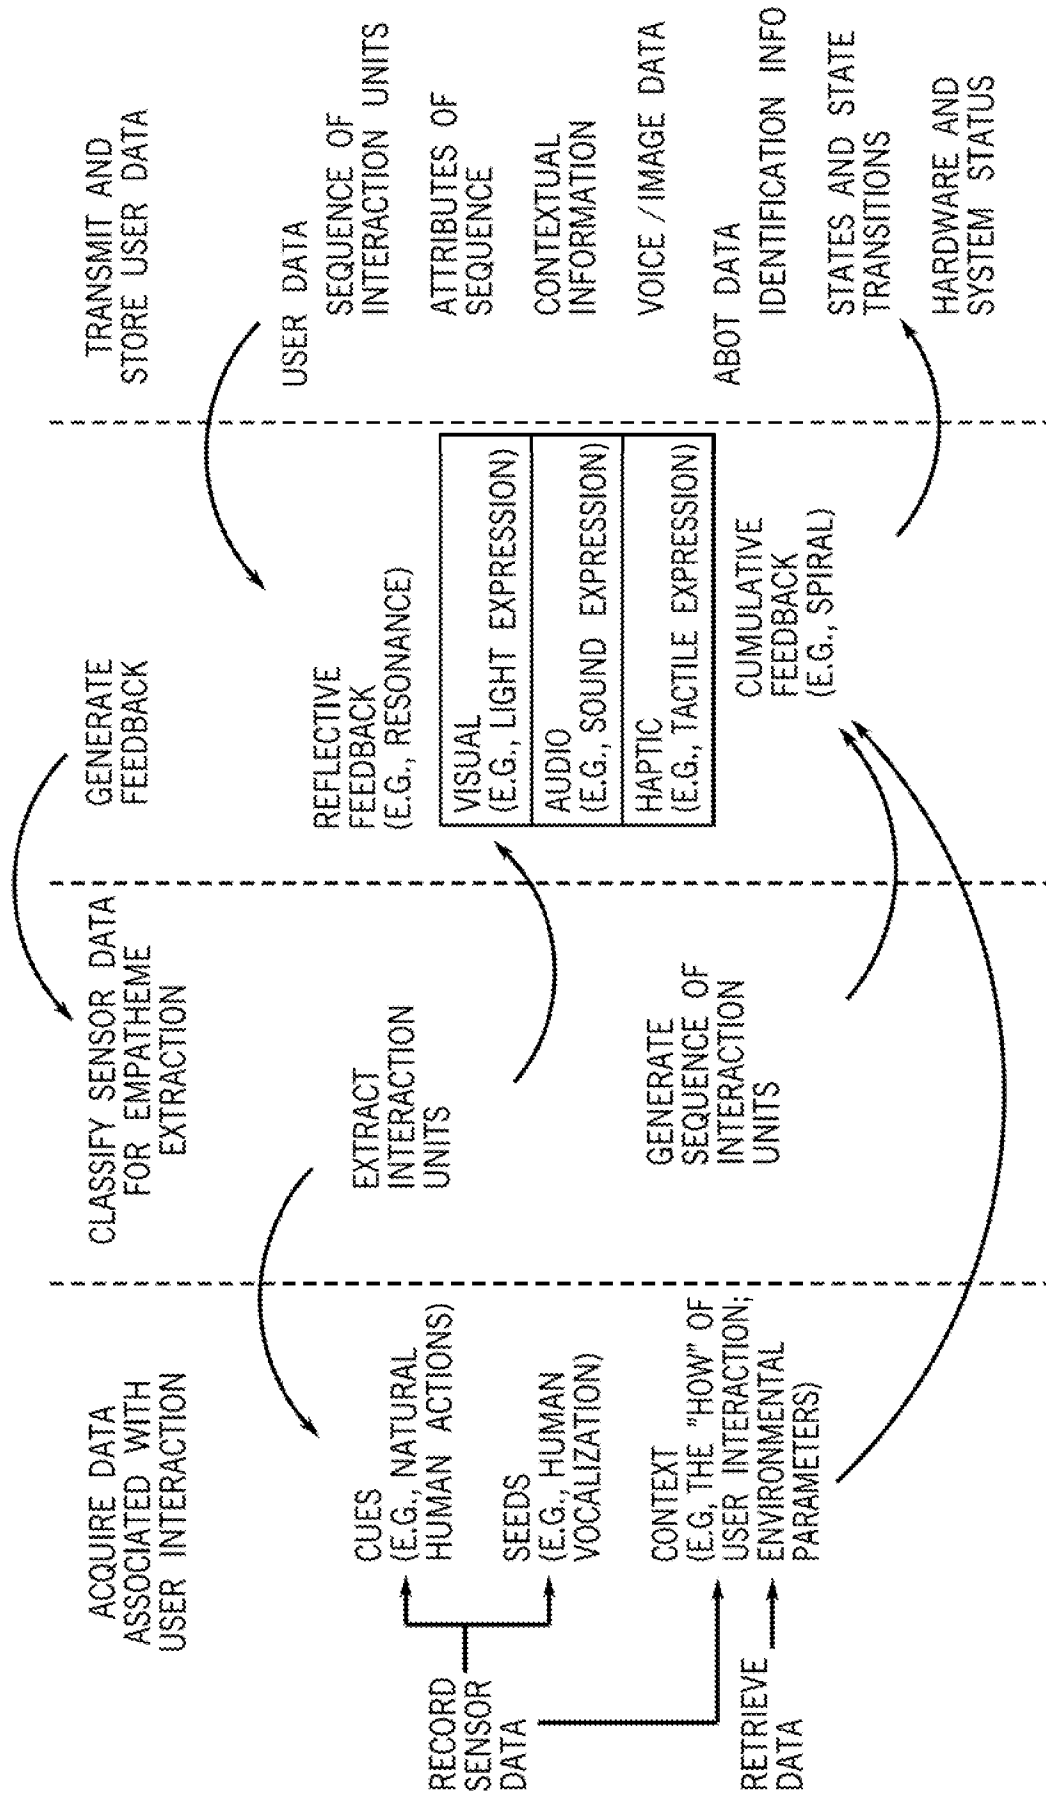 ACQUIRE DATA
ASSOCIATED WITH
USER INTERACTION
RECORD
SENSOR
DATA
RETRIEVE
DATA
CUES
(E.G., NATURAL
HUMAN ACTIONS)
SEEDS
(E.G., HUMAN
VOCALIZATION)
CONTEXT
(E.G, THE "HOW" OF
USER INTERACTION;
ENVIRONMENTAL
PARAMETERS)
CLASSIFY SENSOR DATA
FOR EMPATHEME
EXTRACTION
EXTRACT
INTERACTION
UNITS
GENERATE
SEQUENCE OF
INTERACTION
UNITS
GENERATE
FEEDBACK
REFLECTIVE
FEEDBACK
(E.G., RESONANCE)
VISUAL
(E.G., LIGHT EXPRESSION)
AUDIO
(E.G., SOUND EXPRESSION)
HAPTIC
(E.G., TACTILE EXPRESSION)
CUMULATIVE
FEEDBACK
(E.G., SPIRAL)
TRANSMIT AND
STORE USER DATA
USER DATA
SEQUENCE OF
INTERACTION UNITS
ATTRIBUTES OF
SEQUENCE
CONTEXTUAL
INFORMATION
VOICE / IMAGE DATA
ABOT DATA
IDENTIFICATION INFO
STATES AND STATE
TRANSITIONS
HARDWARE AND
SYSTEM STATUS